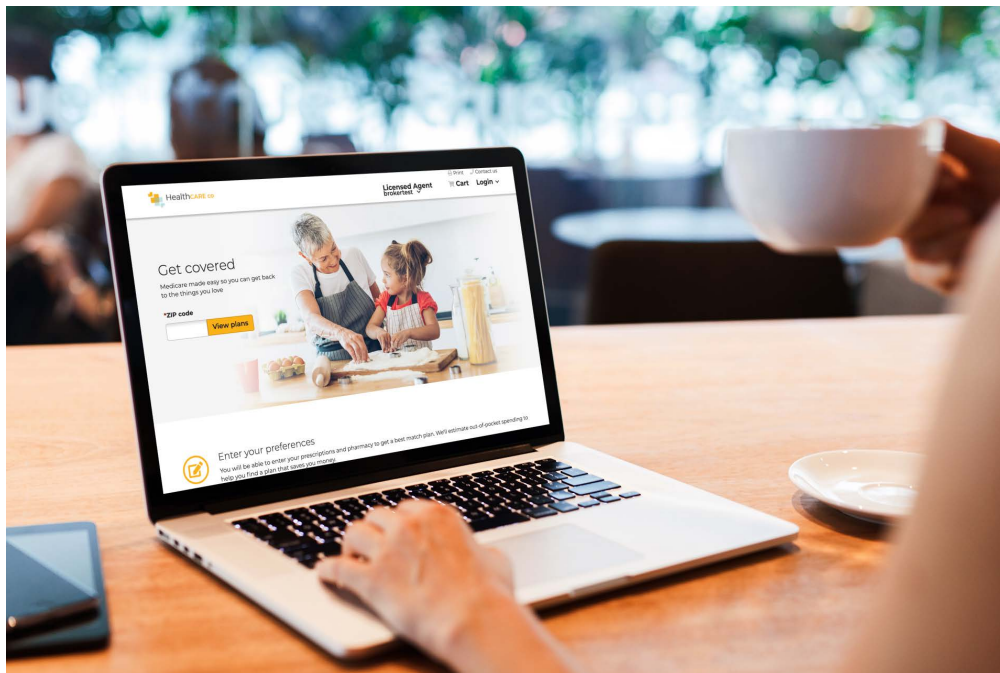 Print Contact us
HealthCARE co
Licensed Agent
brokertest
Cart Login
Get covered
Medicare made easy so you can get back
to the things you love
*ZIP code
View plans
Enter your preferences
You will be able to enter your prescriptions and pharmacy to get a best match plan. We'll estimate out-of-pocket spending to
help you find a plan that saves you money.